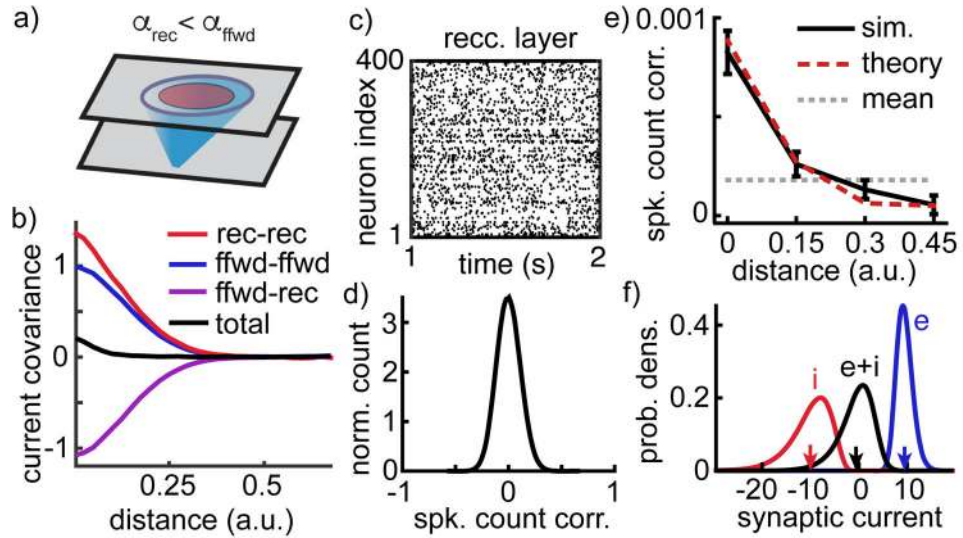 a)
α_rec < α_ffwd
b)
current covariance
1
0
-1
0.25
0.5
distance (a.u.)
rec-rec
ffwd-ffwd
ffwd-rec
total
c)
recc. layer
neuron index
400
1
1
2
time (s)
d)
norm. count
3
2
1
0
-1
0
1
spk. count corr.
e)
spk. count corr.
0.001
0
0
0.15
0.3
0.45
distance (a.u.)
sim.
theory
mean
f)
prob. dens.
0.4
0.2
0
-20
-10
0
10
synaptic current
i
e+i
e